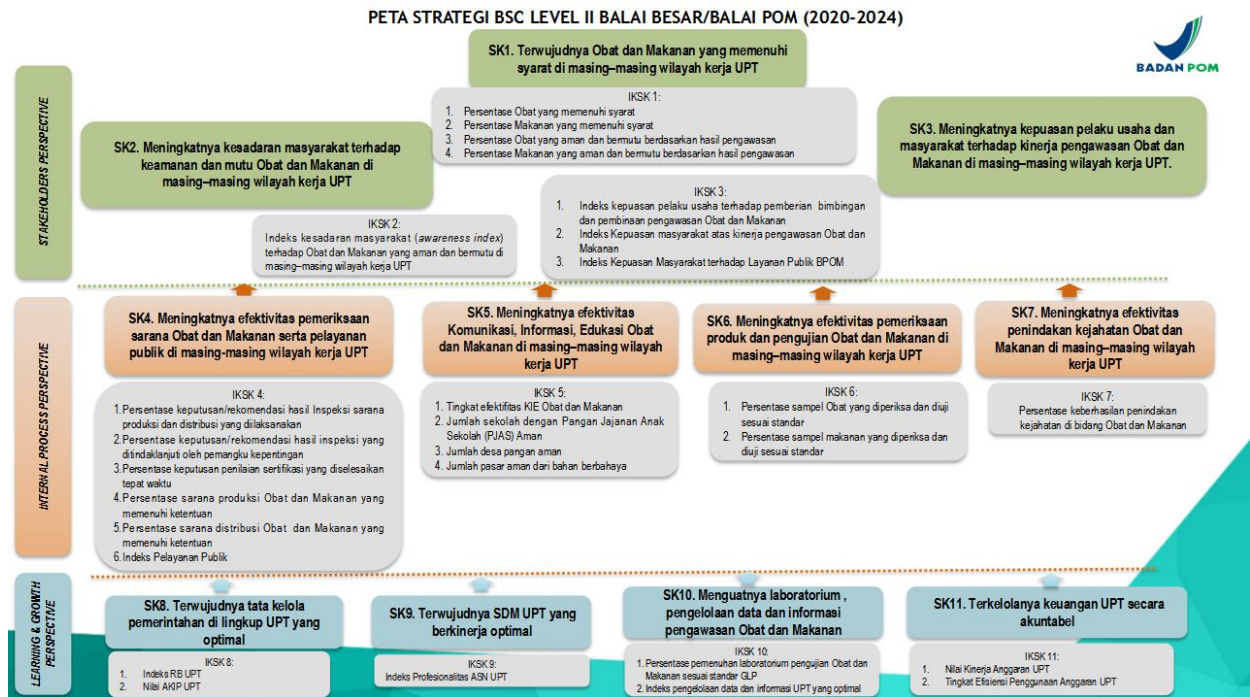 PETA STRATEGI BSC LEVEL II BALAI BESAR/BALAI POM (2020-2024)
BADAN POM
STAKEHOLDERS PERSPECTIVE
SK1. Terwujudnya Obat dan Makanan yang memenuhi
syarat di masing–masing wilayah kerja UPT
IKSK 1:
1. Persentase Obat yang memenuhi syarat
2. Persentase Makanan yang memenuhi syarat
3. Persentase Obat yang aman dan bermutu berdasarkan hasil pengawasan
4. Persentase Makanan yang aman dan bermutu berdasarkan hasil pengawasan
SK2. Meningkatnya kesadaran masyarakat terhadap
keamanan dan mutu Obat dan Makanan di
masing–masing wilayah kerja UPT
IKSK 2:
Indeks kesadaran masyarakat (awareness index)
terhadap Obat dan Makanan yang aman dan bermutu di
masing–masing wilayah kerja UPT
SK3. Meningkatnya kepuasan pelaku usaha dan
masyarakat terhadap kinerja pengawasan Obat dan
Makanan di masing–masing wilayah kerja UPT.
IKSK 3:
1. Indeks kepuasan pelaku usaha terhadap pemberian bimbingan
dan pembinaan pengawasan Obat dan Makanan
2. Indeks Kepuasan masyarakat atas kinerja pengawasan Obat dan
Makanan
3. Indeks Kepuasan Masyarakat terhadap Layanan Publik BPOM
INTERNAL PROCESS PERSPECTIVE
SK4. Meningkatnya efektivitas pemeriksaan
sarana Obat dan Makanan serta pelayanan
publik di masing-masing wilayah kerja UPT
IKSK 4:
1.Persentase keputusan/rekomendasi hasil Inspeksi sarana
produksi dan distribusi yang dilaksanakan
2.Persentase keputusan/rekomendasi hasil inspeksi yang
ditindaklanjuti oleh pemangku kepentingan
3.Persentase keputusan penilaian sertifikasi yang diselesaikan
tepat waktu
4.Persentase sarana produksi Obat dan Makanan yang
memenuhi ketentuan
5.Persentase sarana distribusi Obat dan Makanan yang
memenuhi ketentuan
6.Indeks Pelayanan Publik
SK5. Meningkatnya efektivitas
Komunikasi, Informasi, Edukasi Obat
dan Makanan di masing–masing wilayah
kerja UPT
IKSK 5:
1. Tingkat efektifitas KIE Obat dan Makanan
2. Jumlah sekolah dengan Pangan Jajanan Anak
Sekolah (PJAS) Aman
3. Jumlah desa pangan aman
4. Jumlah pasar aman dari bahan berbahaya
SK6. Meningkatnya efektivitas pemeriksaan
produk dan pengujian Obat dan Makanan di
masing–masing wilayah kerja UPT
IKSK 6:
1. Persentase sampel Obat yang diperiksa dan diuji
sesuai standar
2. Persentase sampel makanan yang diperiksa dan
diuji sesuai standar
SK7. Meningkatnya efektivitas
penindakan kejahatan Obat dan
Makanan di masing–masing wilayah
kerja UPT
IKSK 7:
Persentase keberhasilan penindakan
kejahatan di bidang Obat dan Makanan
LEARNING & GROWTH
PERSPECTIVE
SK8. Terwujudnya tata kelola
pemerintahan di lingkup UPT yang
optimal
IKSK 8:
1. Indeks RB UPT
2. Nilai AKIP UPT
SK9. Terwujudnya SDM UPT yang
berkinerja optimal
IKSK 9:
Indeks Profesionalitas ASN UPT
SK10. Menguatnya laboratorium ,
pengelolaan data dan informasi
pengawasan Obat dan Makanan
IKSK 10:
1.Persentase pemenuhan laboratorium pengujian Obat dan
Makanan sesuai standar GLP
2.Indeks pengelolaan data dan informasi UPT yang optimal
SK11. Terkelolanya keuangan UPT secara
akuntabel
IKSK 11:
1. Nilai Kinerja Anggaran UPT
2. Tingkat Efisiensi Penggunaan Anggaran UPT